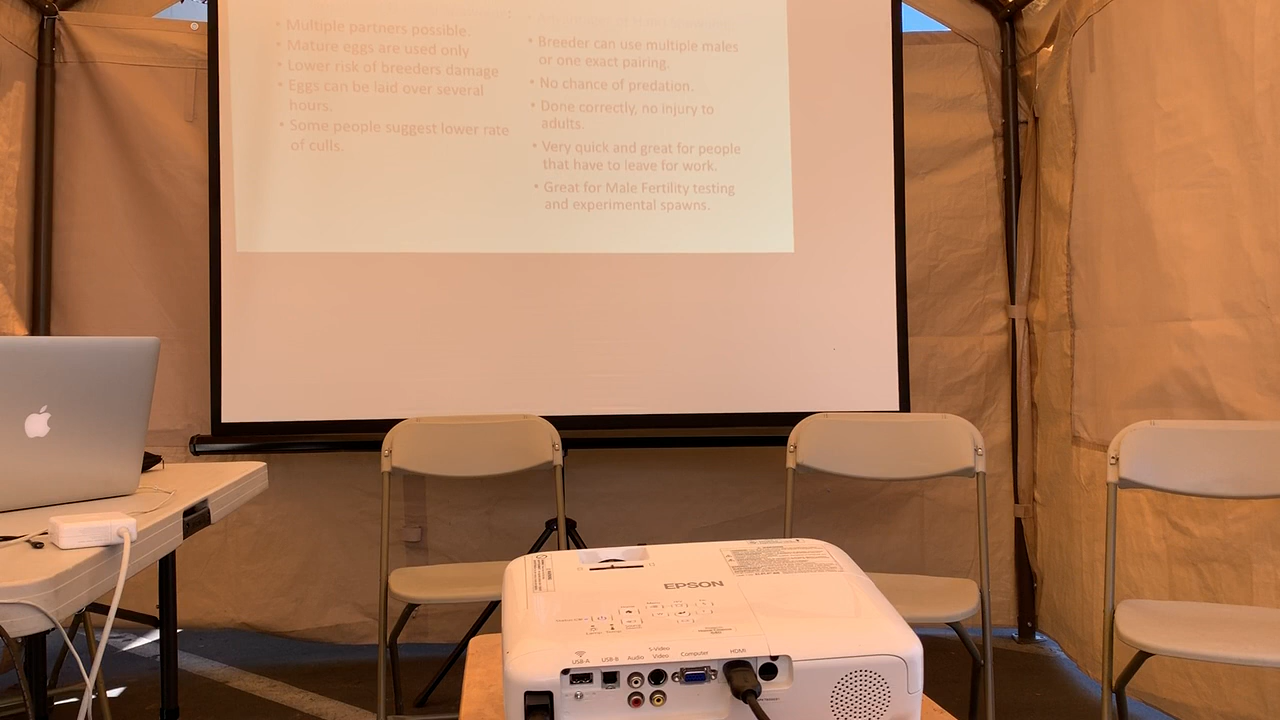 • Multiple partners possible.
• Mature eggs are used only
• Lower risk of breeders damage
• Eggs can be laid over several
hours.
• Some people suggest lower rate
of culls.
• Breeder can use multiple males
or one exact pairing.
• No chance of predation.
• Done correctly, no injury to
adults.
• Very quick and great for people
that have to leave for work.
• Great for Male Fertility testing
and experimental spawns.
EPSON
USB-A
USB-B
Audio
S-Video
Video
Computer
HDMI